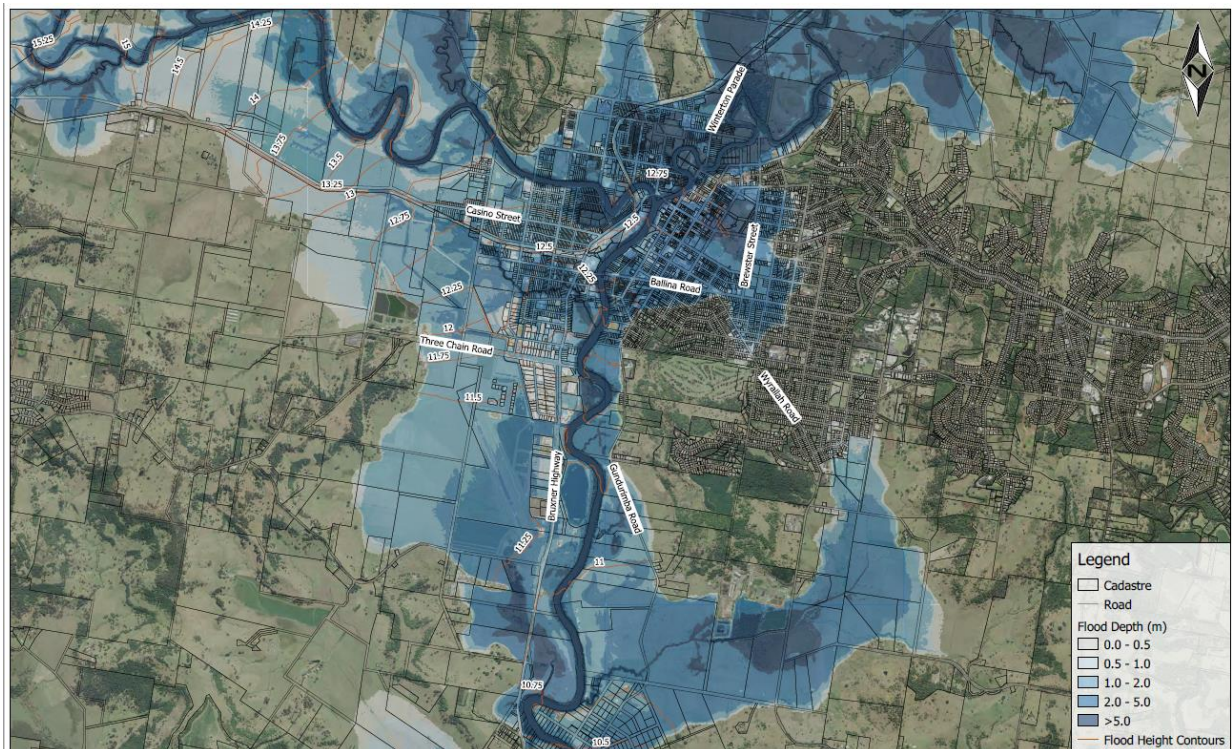 14.25
15.25
15
14.5
N
14
Winterton Parade
13.75
13.5
12.75
13.25
13
Casino Street
12.75
12.5
12.5
Brewster Street
12.25
12.25
Ballina Road
12
Three Chain Road
11.75
11.5
Wyrallah Road
Bruxner Highway
Gundurimba Road
11.25
11
10.75
10.5
Legend
Cadastre
Road
Flood Depth (m)
0.0 - 0.5
0.5 - 1.0
1.0 - 2.0
2.0 - 5.0
>5.0
Flood Height Contours